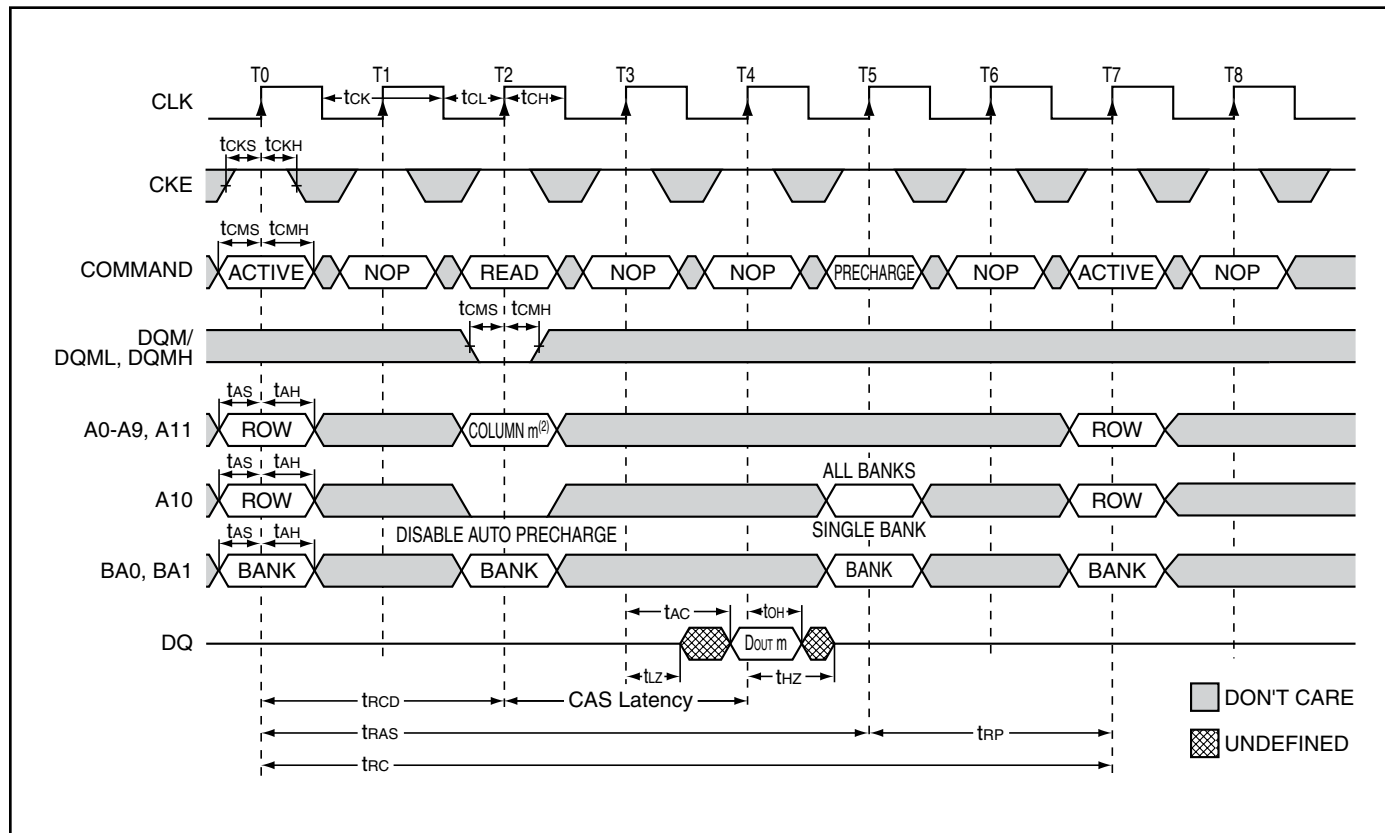 T0 T1 T2 T3 T4 T5 T6 T7 T8
CLK tCK tCL tCH
tCKS tCKH
CKE
tCMS tCMH
COMMAND ACTIVE NOP READ NOP NOP PRECHARGE NOP ACTIVE NOP
tCMS tCMH
DQM/
DQML, DQMH
tAS tAH
A0-A9, A11 ROW COLUMN m(2) ROW
tAS tAH ALL BANKS
A10 ROW ROW
DISABLE AUTO PRECHARGE SINGLE BANK
tAS tAH
BA0, BA1 BANK BANK BANK BANK
tAC tOH
DQ DOUT m
tLZ tHZ
tRCD CAS Latency
DON'T CARE
tRAS tRP
UNDEFINED
tRC